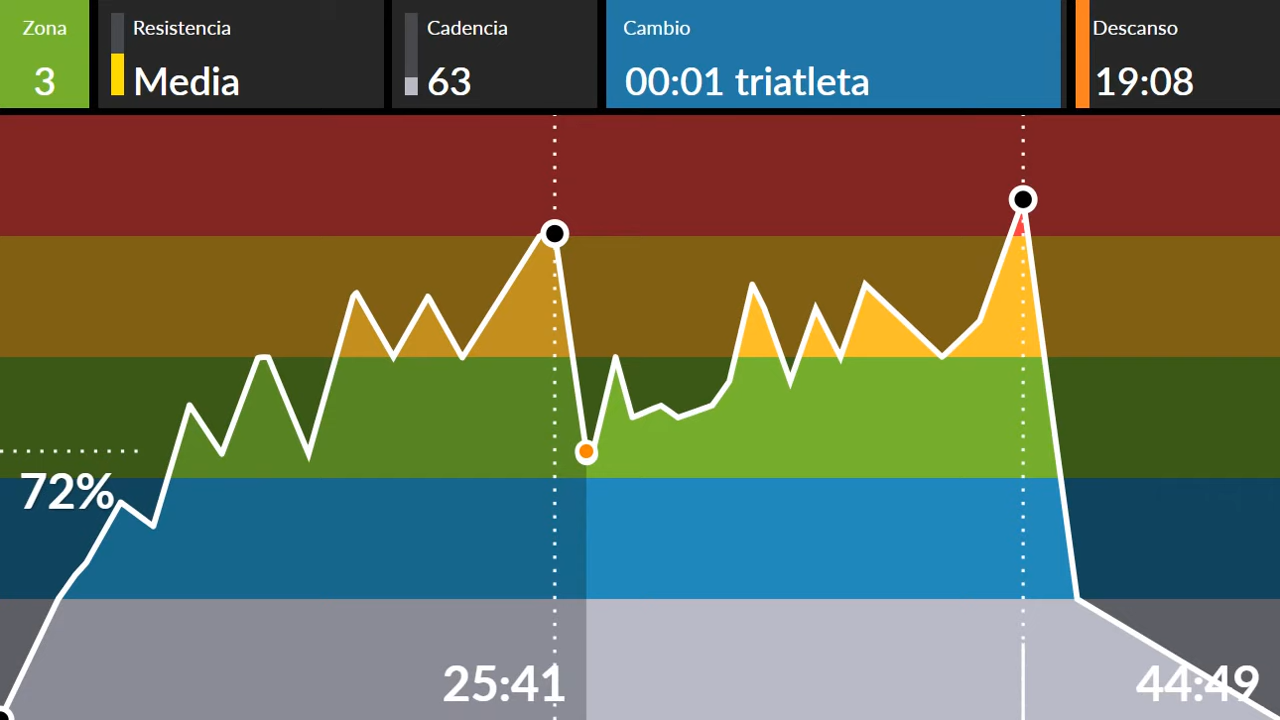 Zona
3
Resistencia
Media
Cadencia
63
Cambio
00:01 triatleta
Descanso
19:08
72%
25:41
44:49